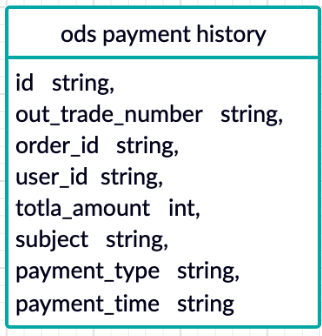 ods payment history
id string,
out_trade_number string,
order_id string,
user_id string,
totla_amount int,
subject string,
payment_type string,
payment_time string